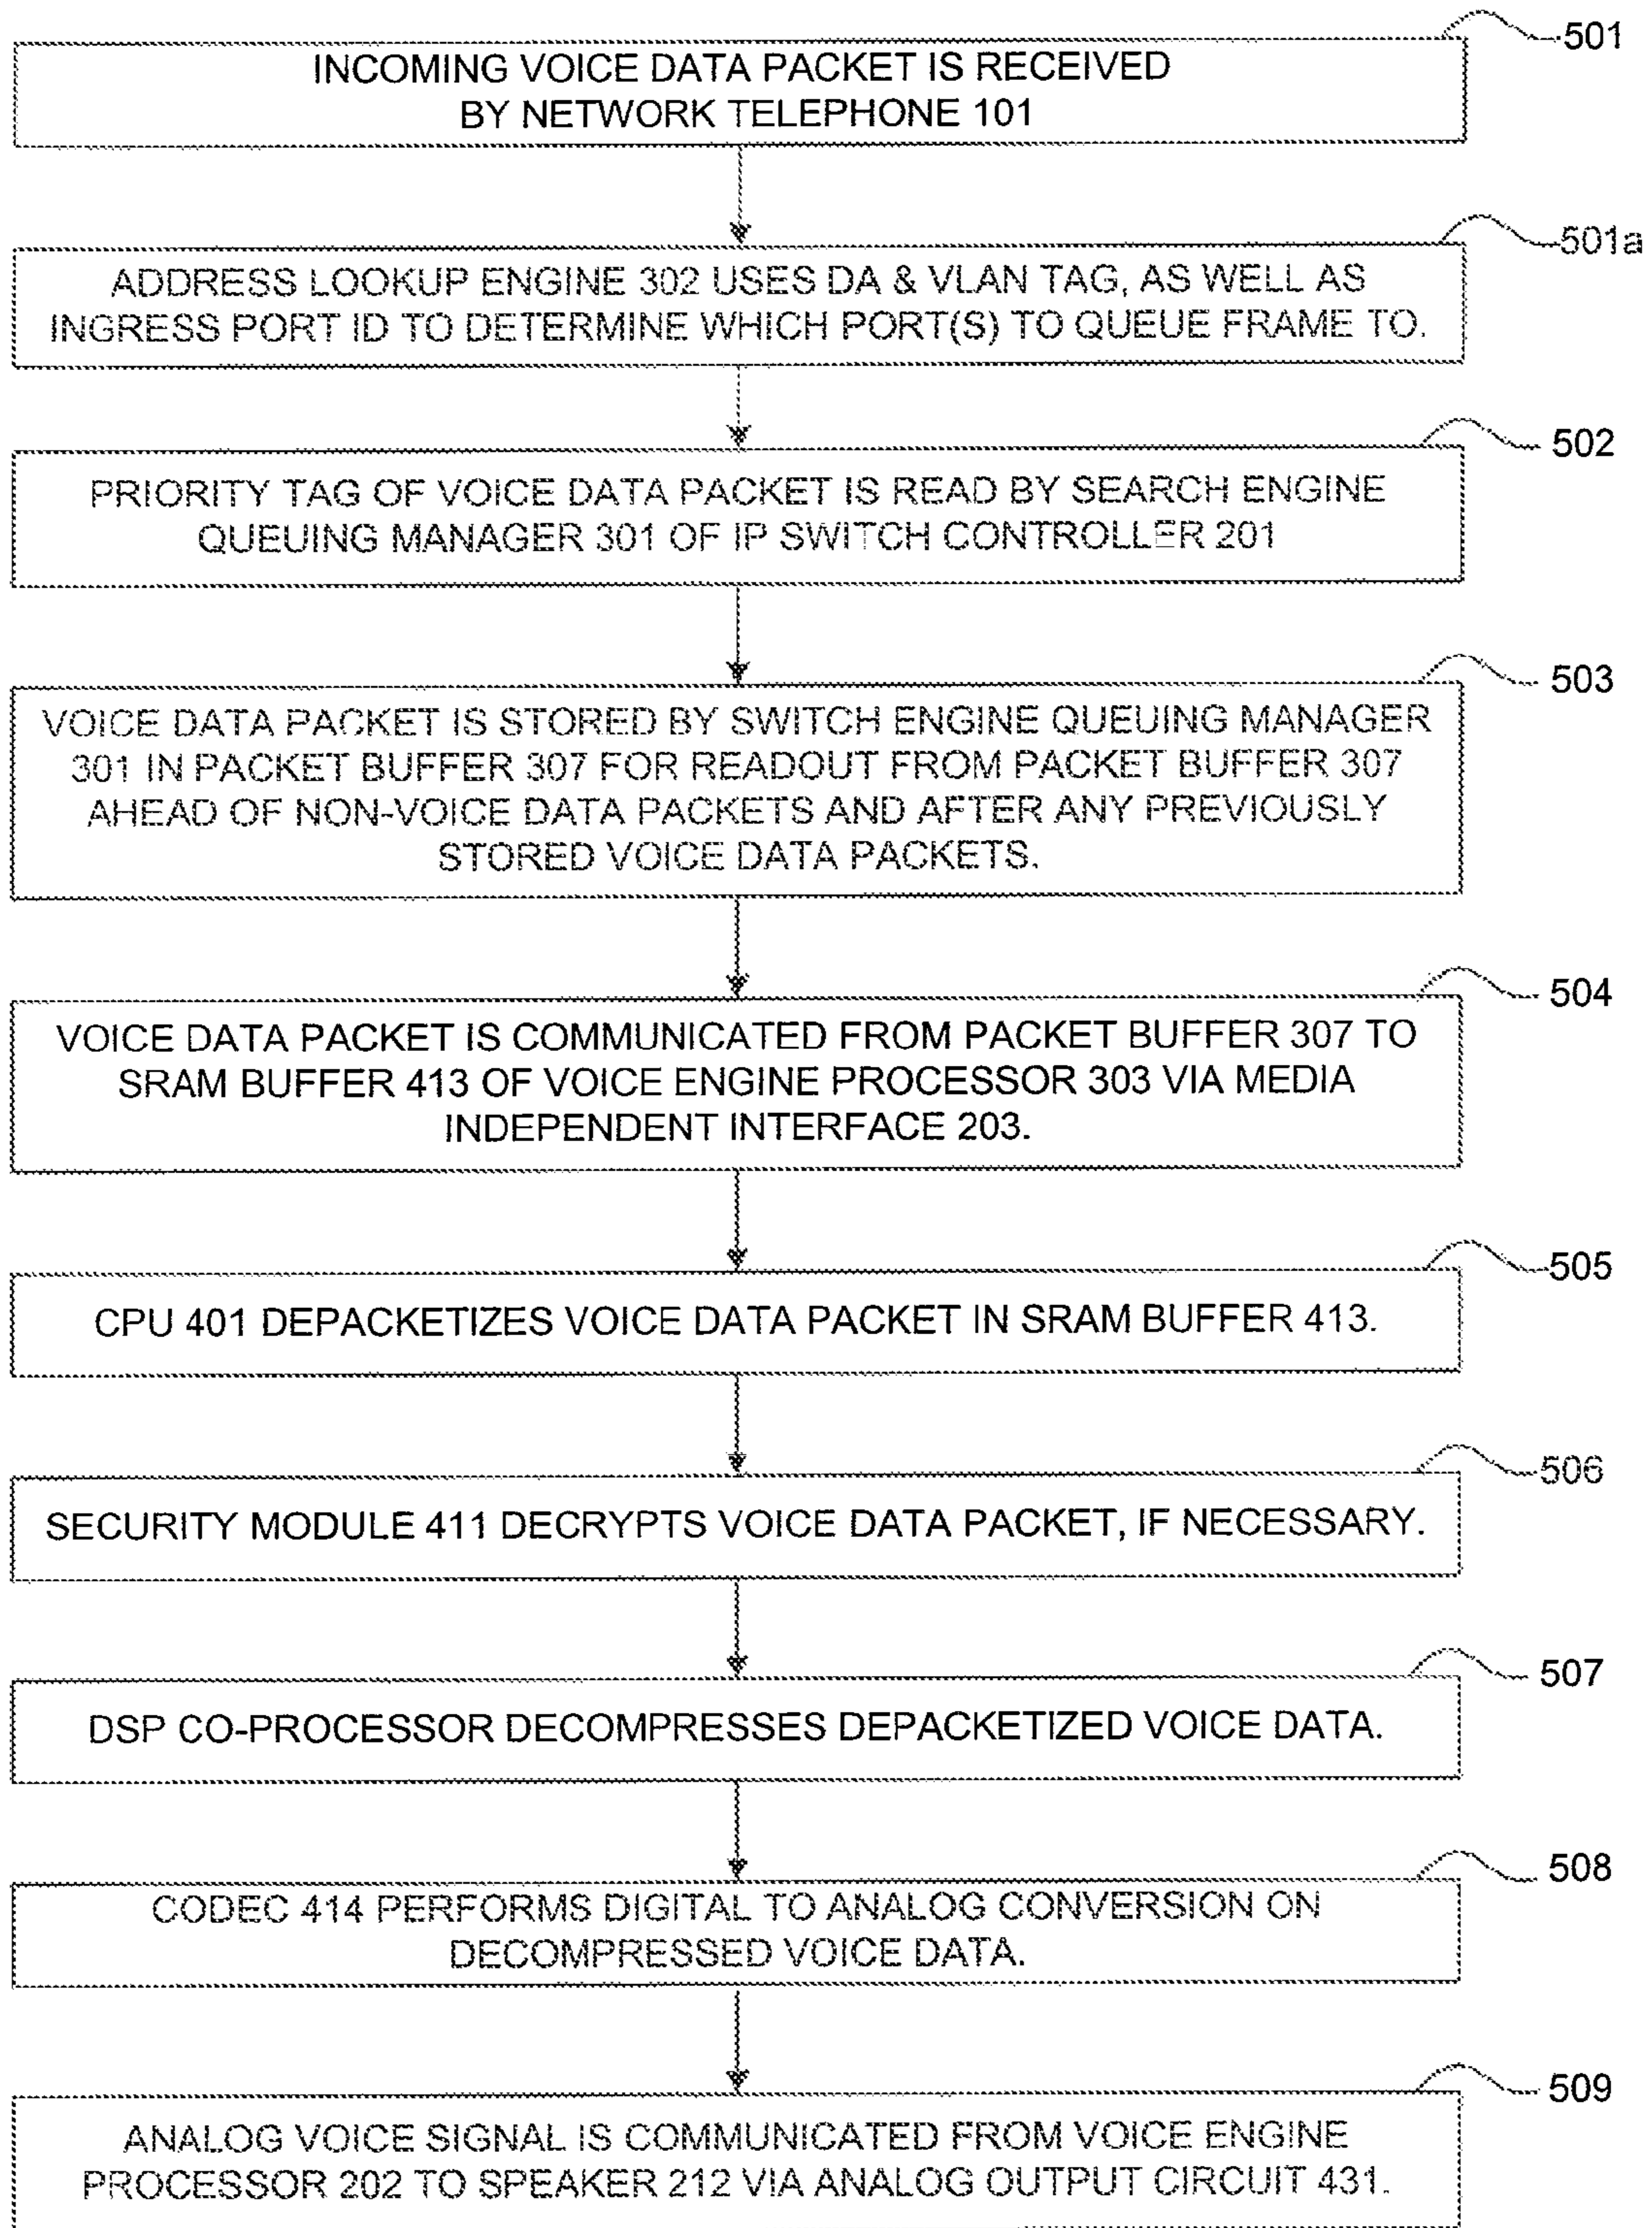 501
INCOMING VOICE DATA PACKET IS RECEIVED
BY NETWORK TELEPHONE 101
501a
ADDRESS LOOKUP ENGINE 302 USES DA & VLAN TAG, AS WELL AS
INGRESS PORT ID TO DETERMINE WHICH PORT(S) TO QUEUE FRAME TO.
502
PRIORITY TAG OF VOICE DATA PACKET IS READ BY SEARCH ENGINE
QUEUING MANAGER 301 OF IP SWITCH CONTROLLER 201
503
VOICE DATA PACKET IS STORED BY SWITCH ENGINE QUEUING MANAGER
301 IN PACKET BUFFER 307 FOR READOUT FROM PACKET BUFFER 307
AHEAD OF NON-VOICE DATA PACKETS AND AFTER ANY PREVIOUSLY
STORED VOICE DATA PACKETS.
504
VOICE DATA PACKET IS COMMUNICATED FROM PACKET BUFFER 307 TO
SRAM BUFFER 413 OF VOICE ENGINE PROCESSOR 303 VIA MEDIA
INDEPENDENT INTERFACE 203.
505
CPU 401 DEPACKETIZES VOICE DATA PACKET IN SRAM BUFFER 413.
506
SECURITY MODULE 411 DECRYPTS VOICE DATA PACKET, IF NECESSARY.
507
DSP CO-PROCESSOR DECOMPRESSES DEPACKETIZED VOICE DATA.
508
CODEC 414 PERFORMS DIGITAL TO ANALOG CONVERSION ON
DECOMPRESSED VOICE DATA.
509
ANALOG VOICE SIGNAL IS COMMUNICATED FROM VOICE ENGINE
PROCESSOR 202 TO SPEAKER 212 VIA ANALOG OUTPUT CIRCUIT 431.